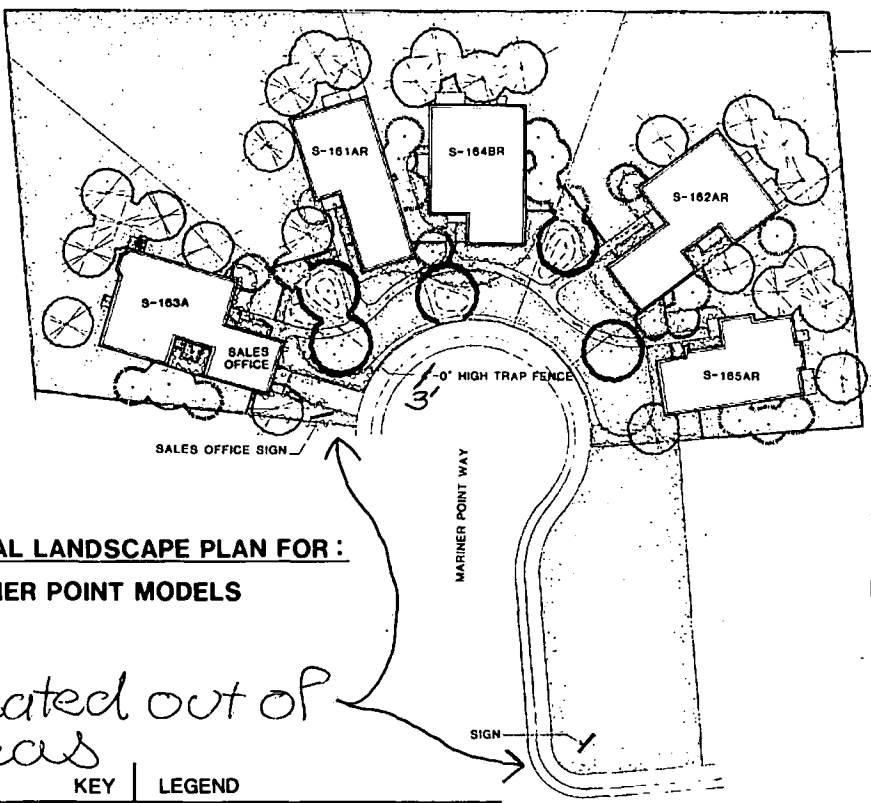 S-161AR
S-164BR
S-162AR
S-163A
SALES
OFFICE
S-165AR
-0" HIGH TRAP FENCE
3'
SALES OFFICE SIGN
MARINER POINT WAY
AL LANDSCAPE PLAN FOR :
NER POINT MODELS
ated out of
eas
SIGN
KEY LEGEND